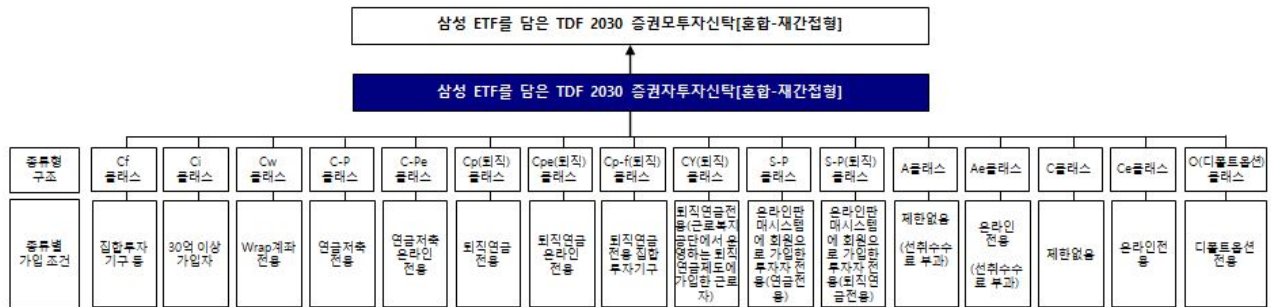 삼성 ETF를 담은 TDF 2030 증권모투자신탁[혼합-재간접형]
삼성 ETF를 담은 TDF 2030 증권자투자신탁[혼합-재간접형]
종류형
구조
Cf
클래스
Ci
클래스
Cw
클래스
C-P
클래스
C-Pe
클래스
Cp(퇴직)
클래스
Cpe(퇴직)
클래스
Cp-f(퇴직)
클래스
CY(퇴직)
클래스
S-P
클래스
S-P(퇴직)
클래스
A클래스
Ae클래스
C클래스
Ce클래스
O(디폴트옵션)
클래스
종류별
가입 조건
집합투자
기구 등
30억 이상
가입자
Wrap계좌
전용
연금저축
전용
연금저축
온라인
전용
퇴직연금
전용
퇴직연금
온라인
전용
퇴직연금
전용 집합
투자기구
퇴직연금전
용(근로복지
공단에서 운
영하는 퇴직
연금제도에
가입한 근로
자)
온라인판
매시스템
에 회원으
로 가입한
투자자 전
용(연금전
용)
온라인판
매시스템
에 회원으
로 가입한
투자자 전
용(퇴직연
금전용)
제한없음
(선취수수
료 부과)
온라인
전용
(선취수수
료 부과)
제한없음
온라인전
용
디폴트옵션
전용